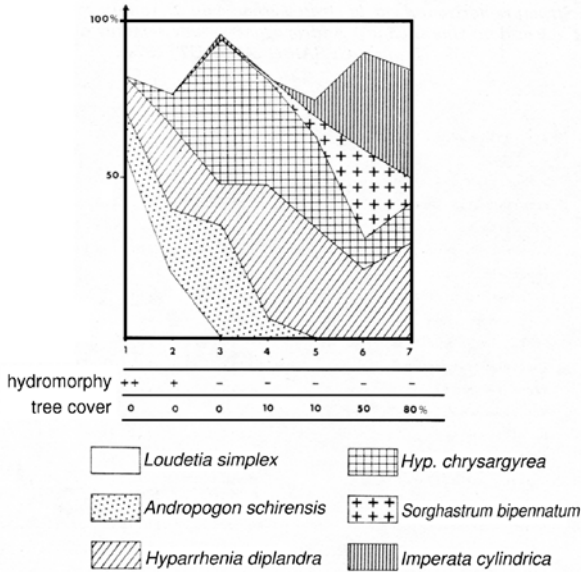 100%
50
1 2 3 4 5 6 7
hydromorphy ++ + - - - - -
tree cover 0 0 0 10 10 50 80%
Loudetia simplex Hyp. chrysargyrea
Andropogon schirensis Sorghastrum bipennatum
Hyparrhenia diplandra Imperata cylindrica